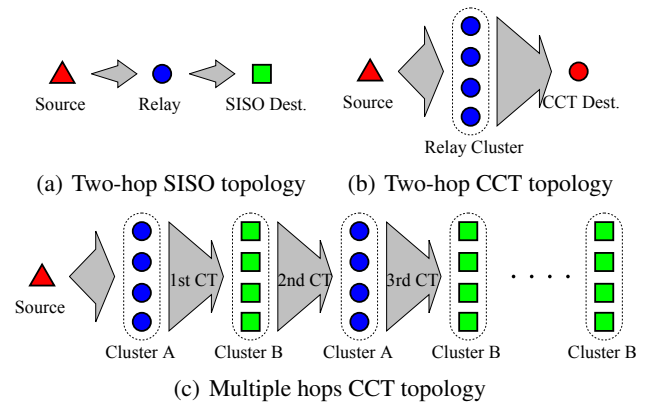 Source
Relay
SISO Dest.
Source
Relay Cluster
CCT Dest.
(a) Two-hop SISO topology
(b) Two-hop CCT topology
Source
Cluster A
1st CT
Cluster B
2nd CT
Cluster A
3rd CT
Cluster B
. . . .
Cluster B
(c) Multiple hops CCT topology